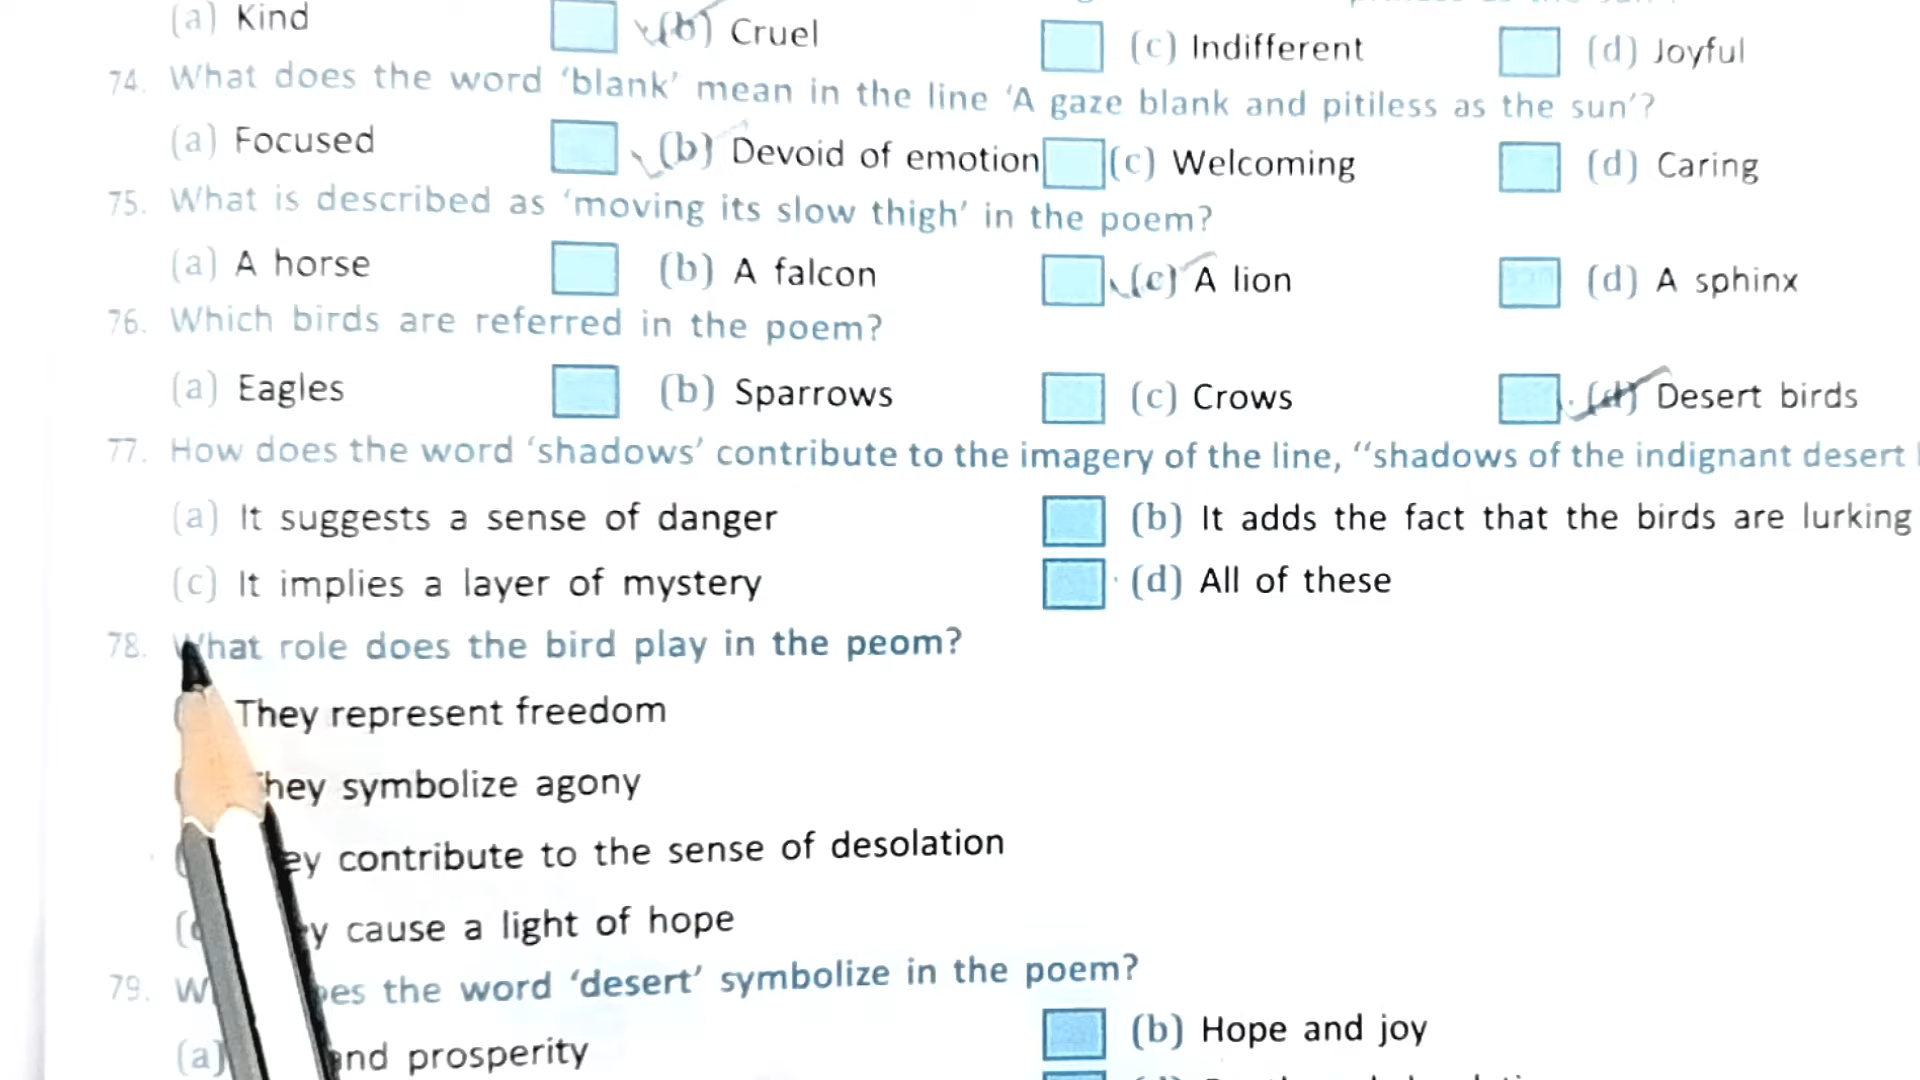 (a) Kind (b) Cruel (c) Indifferent (d) Joyful
74. What does the word ‘blank’ mean in the line ‘A gaze blank and pitiless as the sun’?
(a) Focused (b) Devoid of emotion (c) Welcoming (d) Caring
75. What is described as ‘moving its slow thigh’ in the poem?
(a) A horse (b) A falcon (c) A lion (d) A sphinx
76. Which birds are referred in the poem?
(a) Eagles (b) Sparrows (c) Crows (d) Desert birds
77. How does the word ‘shadows’ contribute to the imagery of the line, “shadows of the indignant desert
(a) It suggests a sense of danger (b) It adds the fact that the birds are lurking
(c) It implies a layer of mystery (d) All of these
78. What role does the bird play in the peom?
They represent freedom
hey symbolize agony
ey contribute to the sense of desolation
y cause a light of hope
79. W es the word ‘desert’ symbolize in the poem?
(a) and prosperity (b) Hope and joy